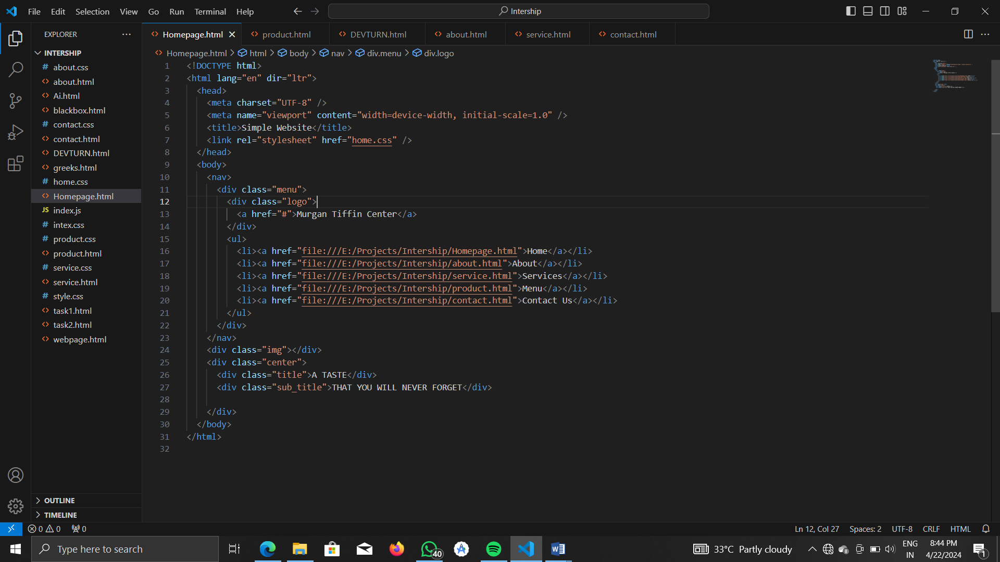 File Edit Selection View Go Run Terminal Help
Intership
EXPLORER
INTERSHIP
about.css
about.html
Ai.html
blackbox.html
contact.css
contact.html
DEVTURN.html
greeks.html
home.css
Homepage.html
JS index.js
intex.css
product.css
product.html
service.css
service.html
style.css
task1.html
task2.html
webpage.html
OUTLINE
TIMELINE
Homepage.html product.html DEVTURN.html about.html service.html contact.html
Homepage.html > html > body > nav > div.menu > div.logo
1 <!DOCTYPE html>
2 <html lang="en" dir="ltr">
3 <head>
4 <meta charset="UTF-8" />
5 <meta name="viewport" content="width=device-width, initial-scale=1.0" />
6 <title>Simple Website</title>
7 <link rel="stylesheet" href="home.css" />
8 </head>
9 <body>
10 <nav>
11 <div class="menu">
12 <div class="logo">
13 <a href="#">Murgan Tiffin Center</a>
14 </div>
15 <ul>
16 <li><a href="file:///E:/Projects/Intership/Homepage.html">Home</a></li>
17 <li><a href="file:///E:/Projects/Intership/about.html">About</a></li>
18 <li><a href="file:///E:/Projects/Intership/service.html">Services</a></li>
19 <li><a href="file:///E:/Projects/Intership/product.html">Menu</a></li>
20 <li><a href="file:///E:/Projects/Intership/contact.html">Contact Us</a></li>
21 </ul>
22 </div>
23 </nav>
24 <div class="img"></div>
25 <div class="center">
26 <div class="title">A TASTE</div>
27 <div class="sub_title">THAT YOU WILL NEVER FORGET</div>
28
29 </div>
30 </body>
31 </html>
32
0 0 0 Ln 12, Col 27 Spaces: 2 UTF-8 CRLF HTML
Type here to search
40
33°C Partly cloudy
ENG
IN
8:44 PM
4/22/2024
1